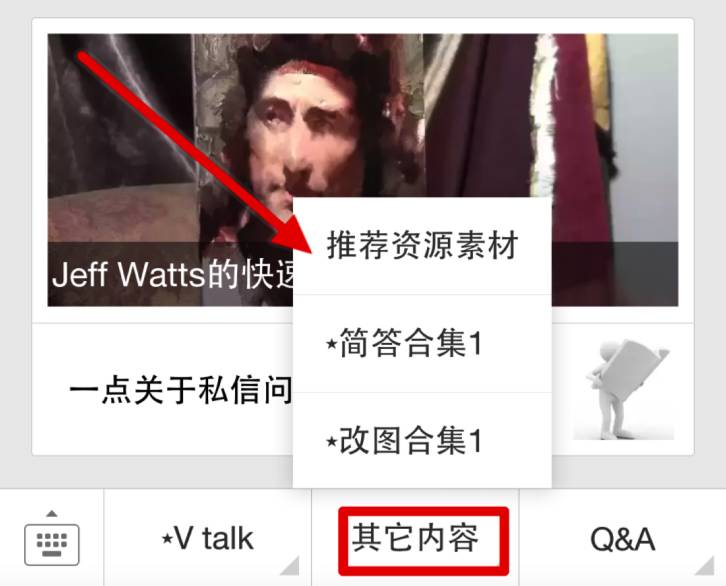 Jeff Watts的快速
一点关于私信问
推荐资源素材
★简答合集1
★改图合集1
★V talk
其它内容
Q&A